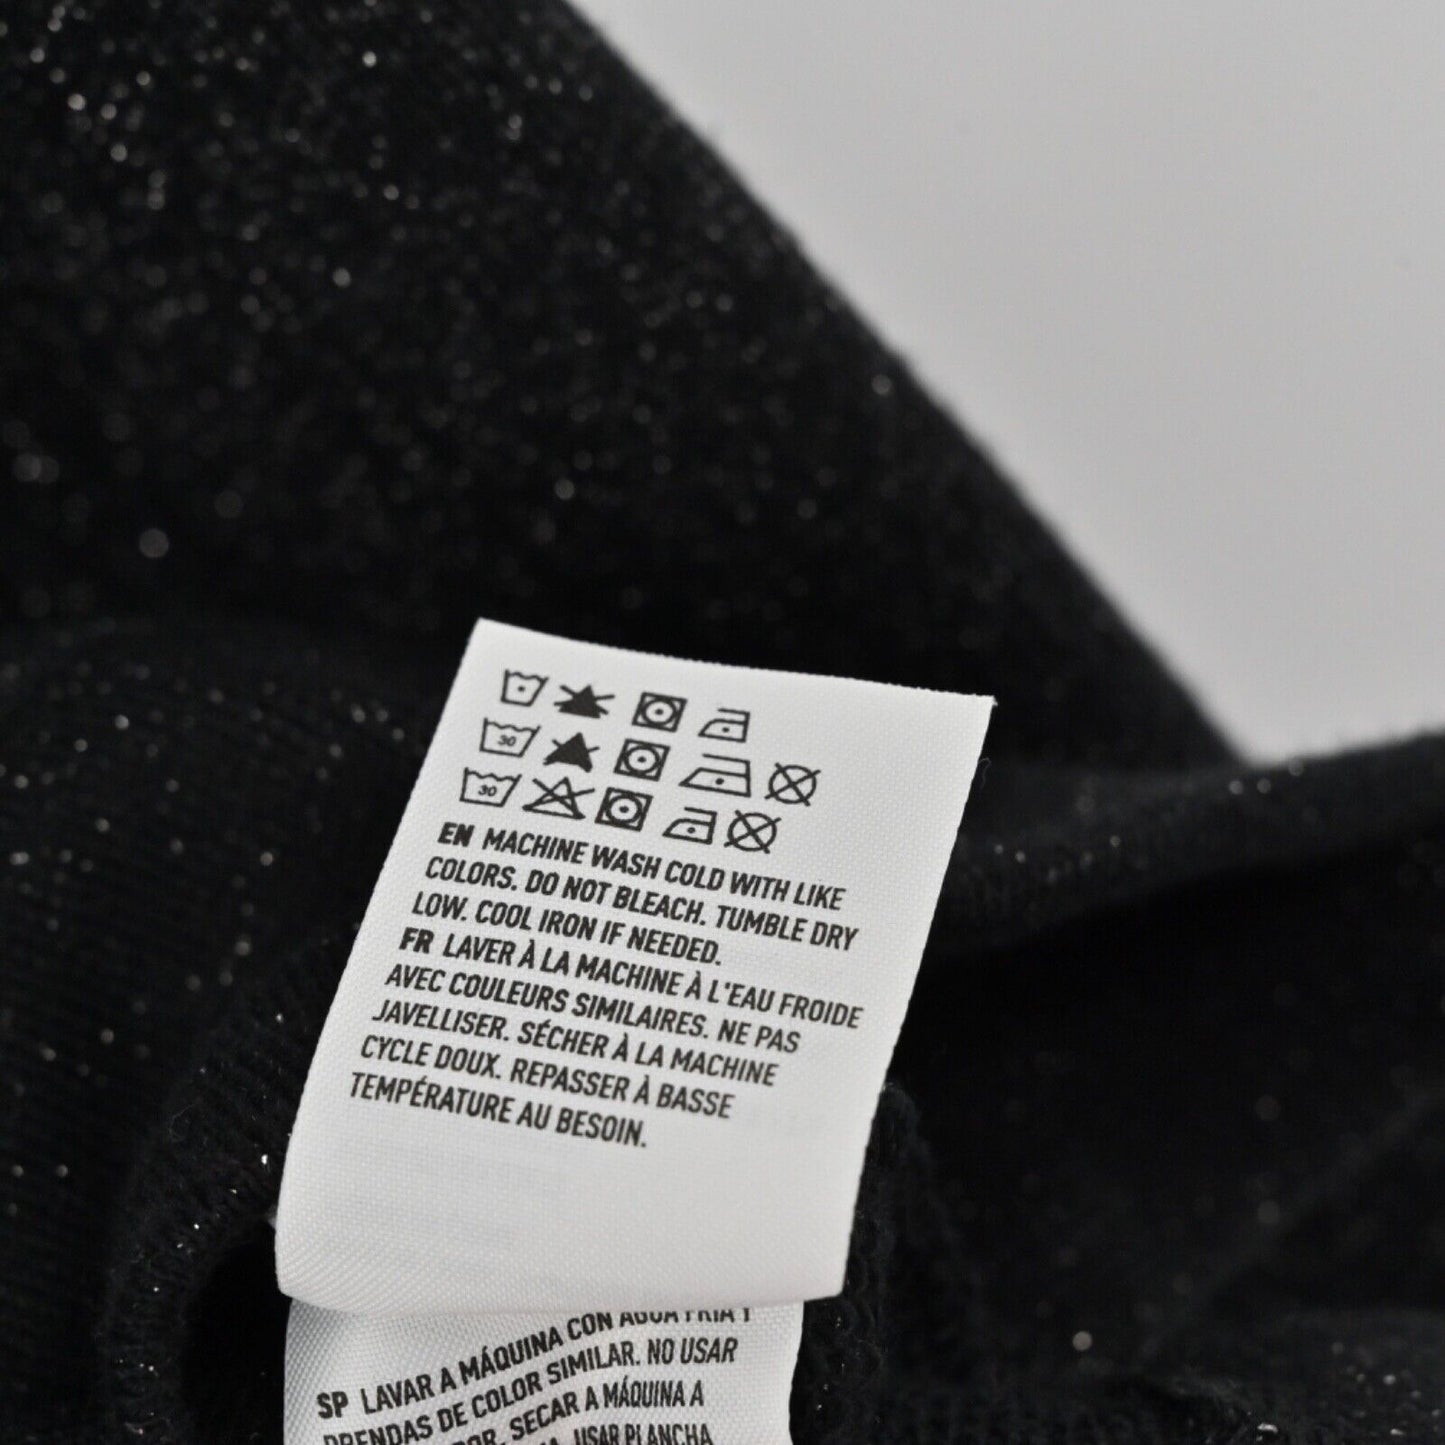 30
30
EN MACHINE WASH COLD WITH LIKE
COLORS. DO NOT BLEACH. TUMBLE DRY
LOW. COOL IRON IF NEEDED.
FR LAVER À LA MACHINE À L'EAU FROIDE
AVEC COULEURS SIMILAIRES. NE PAS
JAVELLISER. SÉCHER À LA MACHINE
CYCLE DOUX. REPASSER À BASSE
TEMPÉRATURE AU BESOIN.
SP LAVAR A MÁQUINA CON AGUA FRIA Y
PRENDAS DE COLOR SIMILAR. NO USAR
SECAR A MÁQUINA A
USAR PLANCHA